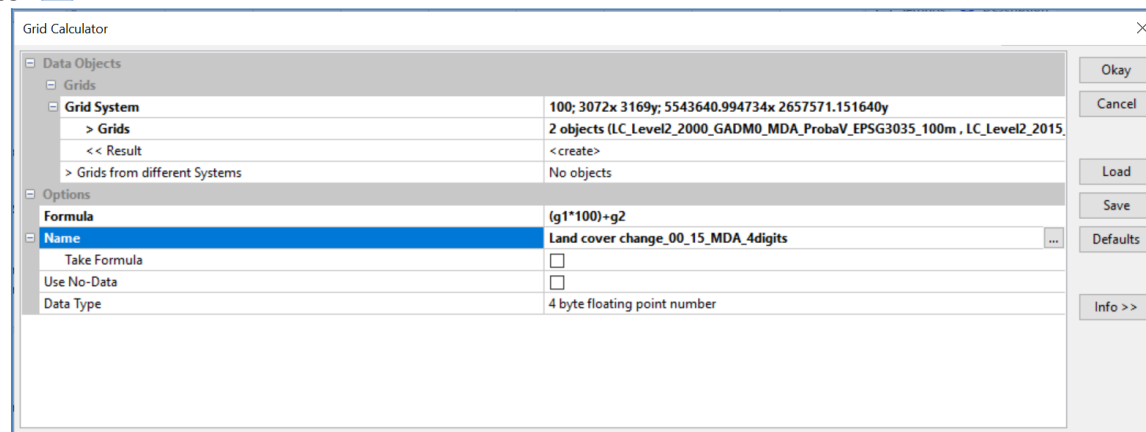 Grid Calculator
Data Objects
Okay
Grids
Grid System 100; 3072x 3169y; 5543640.994734x 2657571.151640y
Cancel
> Grids 2 objects (LC_Level2_2000_GADM0_MDA_ProbaV_EPSG3035_100m , LC_Level2_2015_
<< Result <create>
> Grids from different Systems No objects
Load
Options
Save
Formula (g1*100)+g2
Name Land cover change_00_15_MDA_4digits ...
Defaults
Take Formula
Use No-Data
Data Type 4 byte floating point number
Info >>